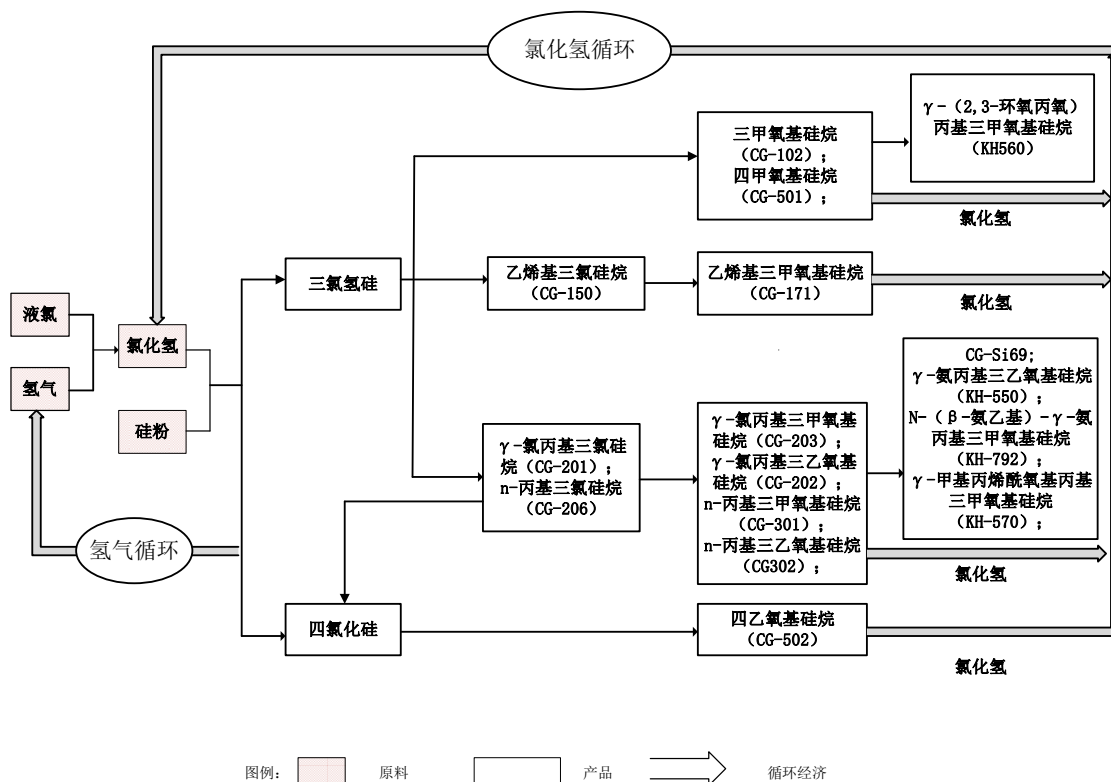 氯化氢循环
γ-（2,3-环氧丙氧）
丙基三甲氧基硅烷
（KH560）
三甲氧基硅烷
（CG-102）；
四甲氧基硅烷
（CG-501）；
氯化氢
三氯氢硅
乙烯基三氯硅烷
（CG-150）
乙烯基三甲氧基硅烷
（CG-171）
氯化氢
液氯
氯化氢
氢气
硅粉
CG-Si69;
γ-氨丙基三乙氧基硅烷
（KH-550）；
N-（β-氨乙基）-γ-氨
丙基三甲氧基硅烷
（KH-792）；
γ-甲基丙烯酰氧基丙基
三甲氧基硅烷
（KH-570）；
γ-氯丙基三氯硅
烷（CG-201）；
n-丙基三氯硅烷
（CG-206）
γ-氯丙基三甲氧基
硅烷（CG-203）；
γ-氯丙基三乙氧基
硅烷（CG-202）；
n-丙基三甲氧基硅烷
（CG-301）；
n-丙基三乙氧基硅烷
（CG302）；
氯化氢
氢气循环
四氯化硅
四乙氧基硅烷
（CG-502）
氯化氢
图例：
原料
产品
循环经济